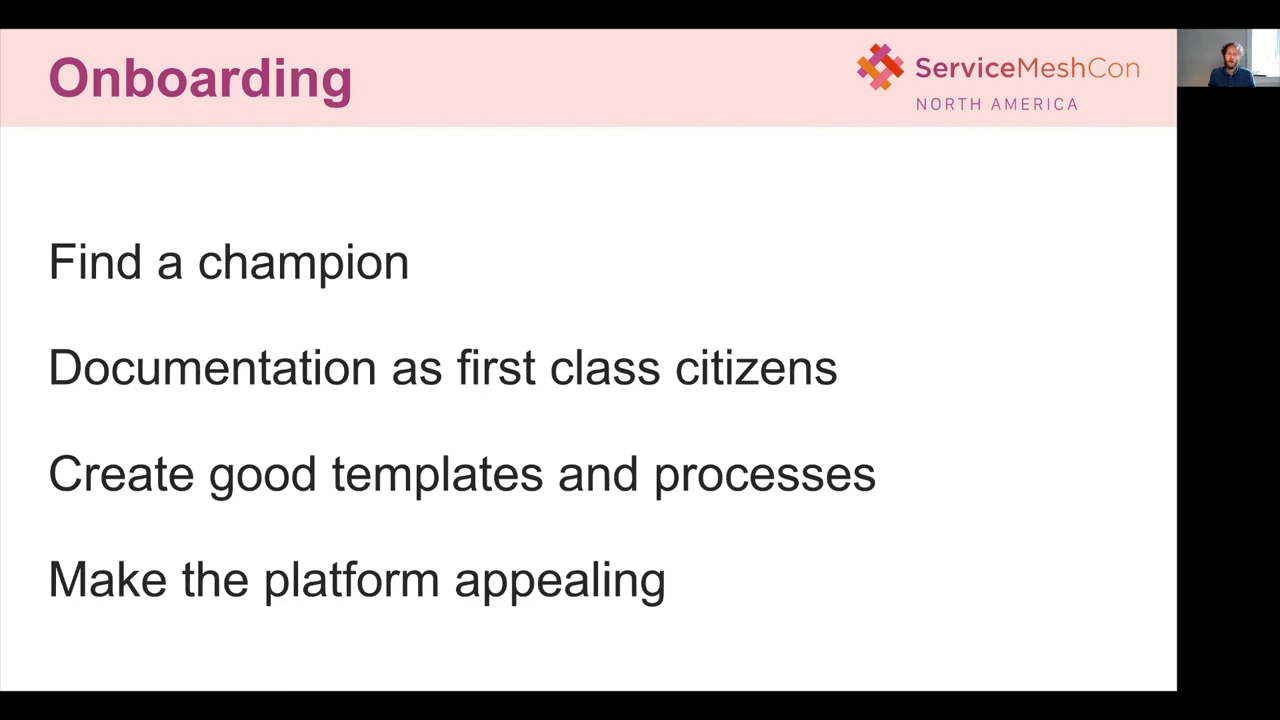 Onboarding
ServiceMeshCon
NORTH AMERICA
Find a champion
Documentation as first class citizens
Create good templates and processes
Make the platform appealing